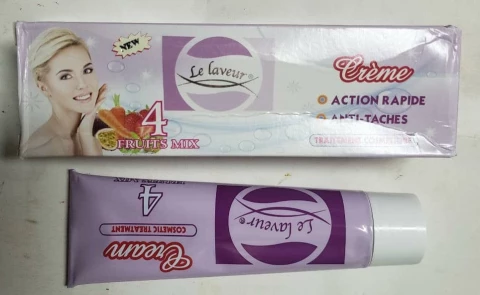 NEW
Le laveur®
Crème
ACTION RAPIDE
ANTI-TACHES
4
FRUITS MIX
Cream
COSMETIC TREATMENT
4
Le laveur®